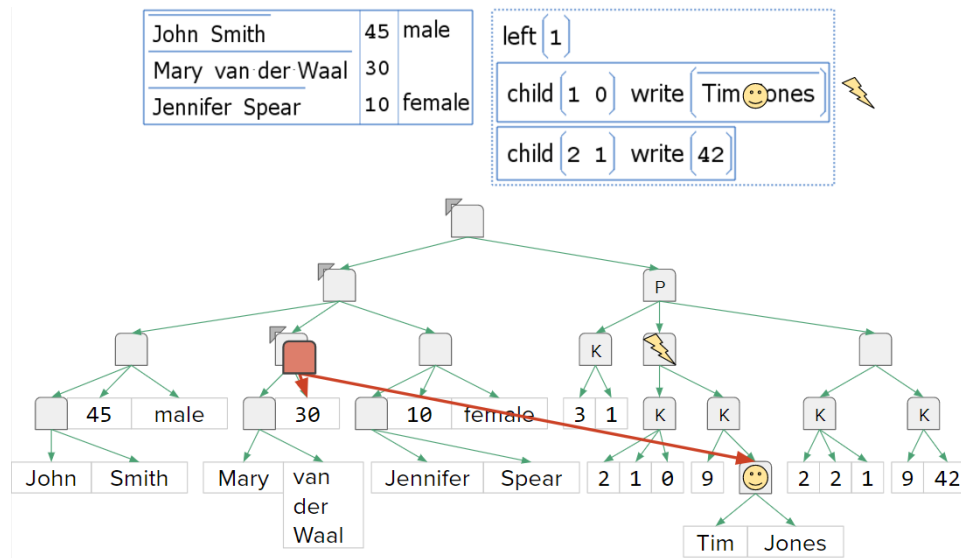 John Smith 45 male
Mary van der Waal 30
Jennifer Spear 10 female
left 1
child 1 0 write Tim ones
child 2 1 write 42
P
K
45 male 30 10 female 3 1 K K K K
John Smith Mary van der Waal Jennifer Spear 2 1 0 9 2 2 1 9 42
Tim Jones